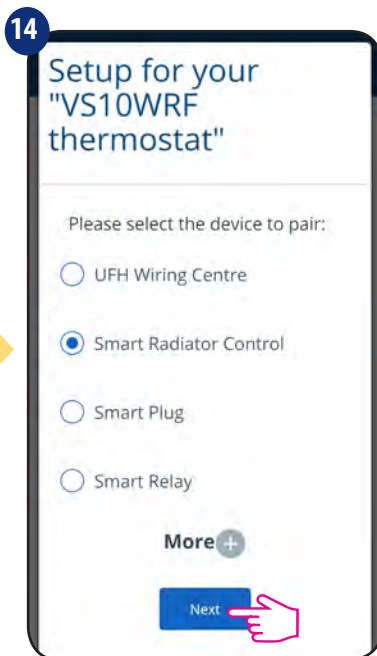 14
Setup for your
"VS10WRF
thermostat"
Please select the device to pair:
UFH Wiring Centre
Smart Radiator Control
Smart Plug
Smart Relay
More
Next